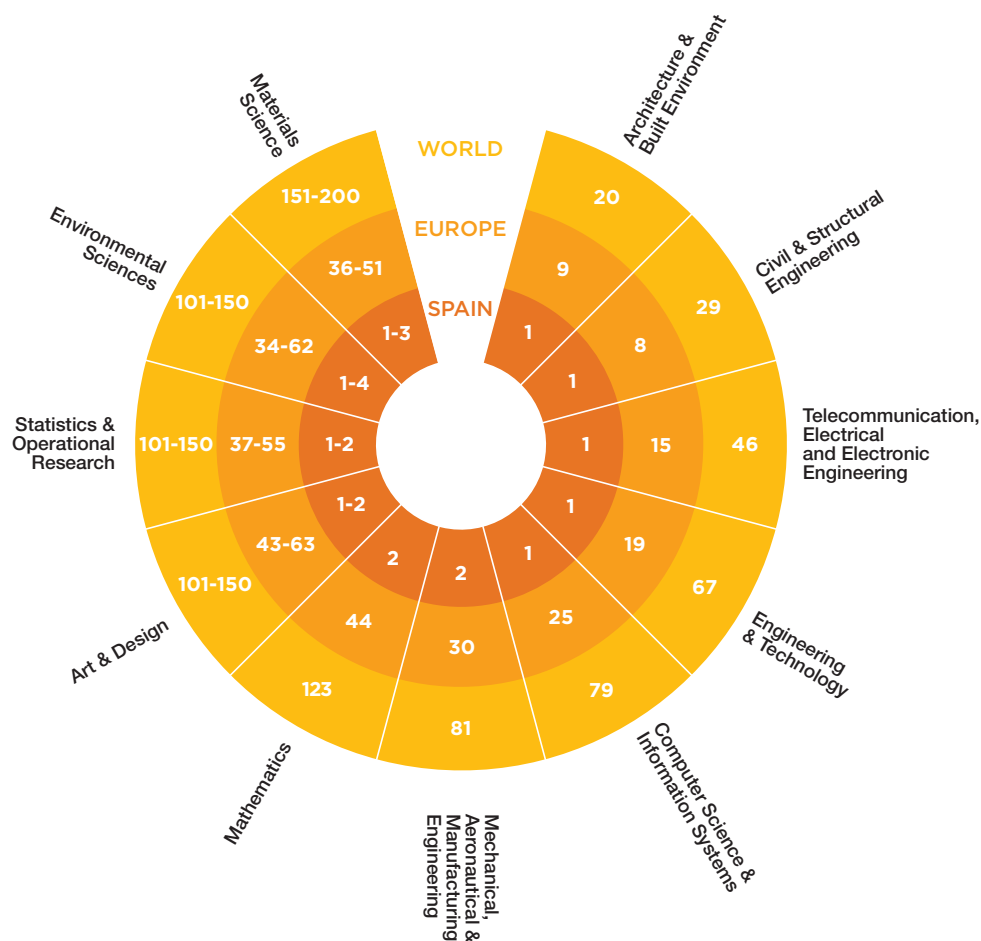 WORLD
EUROPE
SPAIN
Architecture &
Built Environment
20
9
1
Civil & Structural
Engineering
29
8
1
Telecommunication,
Electrical
and Electronic
Engineering
46
15
1
Engineering
& Technology
67
19
1
Computer Science &
Information Systems
79
25
1
Mechanical,
Aeronautical &
Manufacturing
Engineering
81
30
2
Mathematics
123
44
2
Art & Design
101-150
43-63
1-2
Statistics &
Operational
Research
101-150
37-55
1-2
Environmental
Sciences
101-150
34-62
1-4
Materials
Science
151-200
36-51
1-3